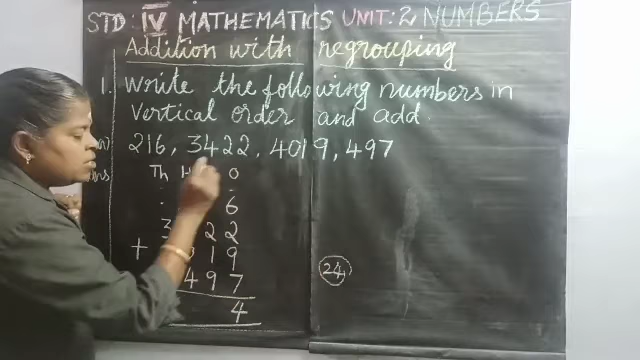 STD: IV MATHEMATICS UNIT: 2 NUMBERS
Addition with regrouping
1. Write the following numbers in
Vertical order and add.
216, 3422, 4019, 497
Th H O
6
3 2 2
+ 1 9
4 9 7
24
4